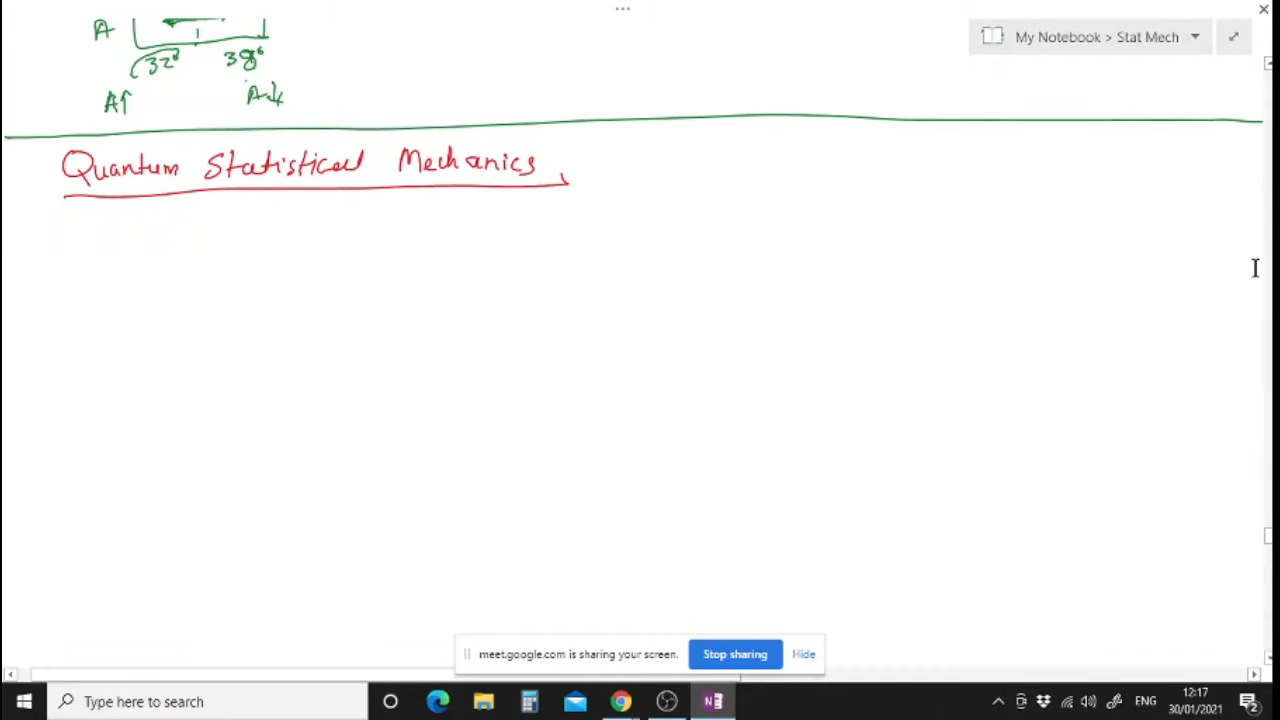 My Notebook > Stat Mech
A
32° 38°
A↑ A↓
Quantum Statistical Mechanics
meet.google.com is sharing your screen. Stop sharing Hide
Type here to search
ENG
12:17
30/01/2021
2